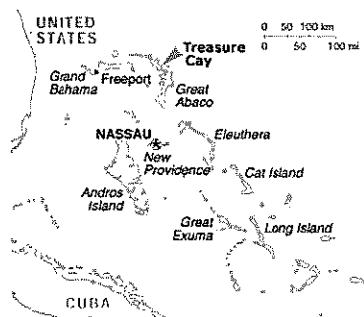 UNITED
STATES
0 50 100 km
0 50 100 mi
Treasure
Cay
Grand
Bahama
Freeport
Great
Abaco
NASSAU
New
Providence
Eleuthera
Andros
Island
Cat Island
Great
Exuma
Long Island
CUBA